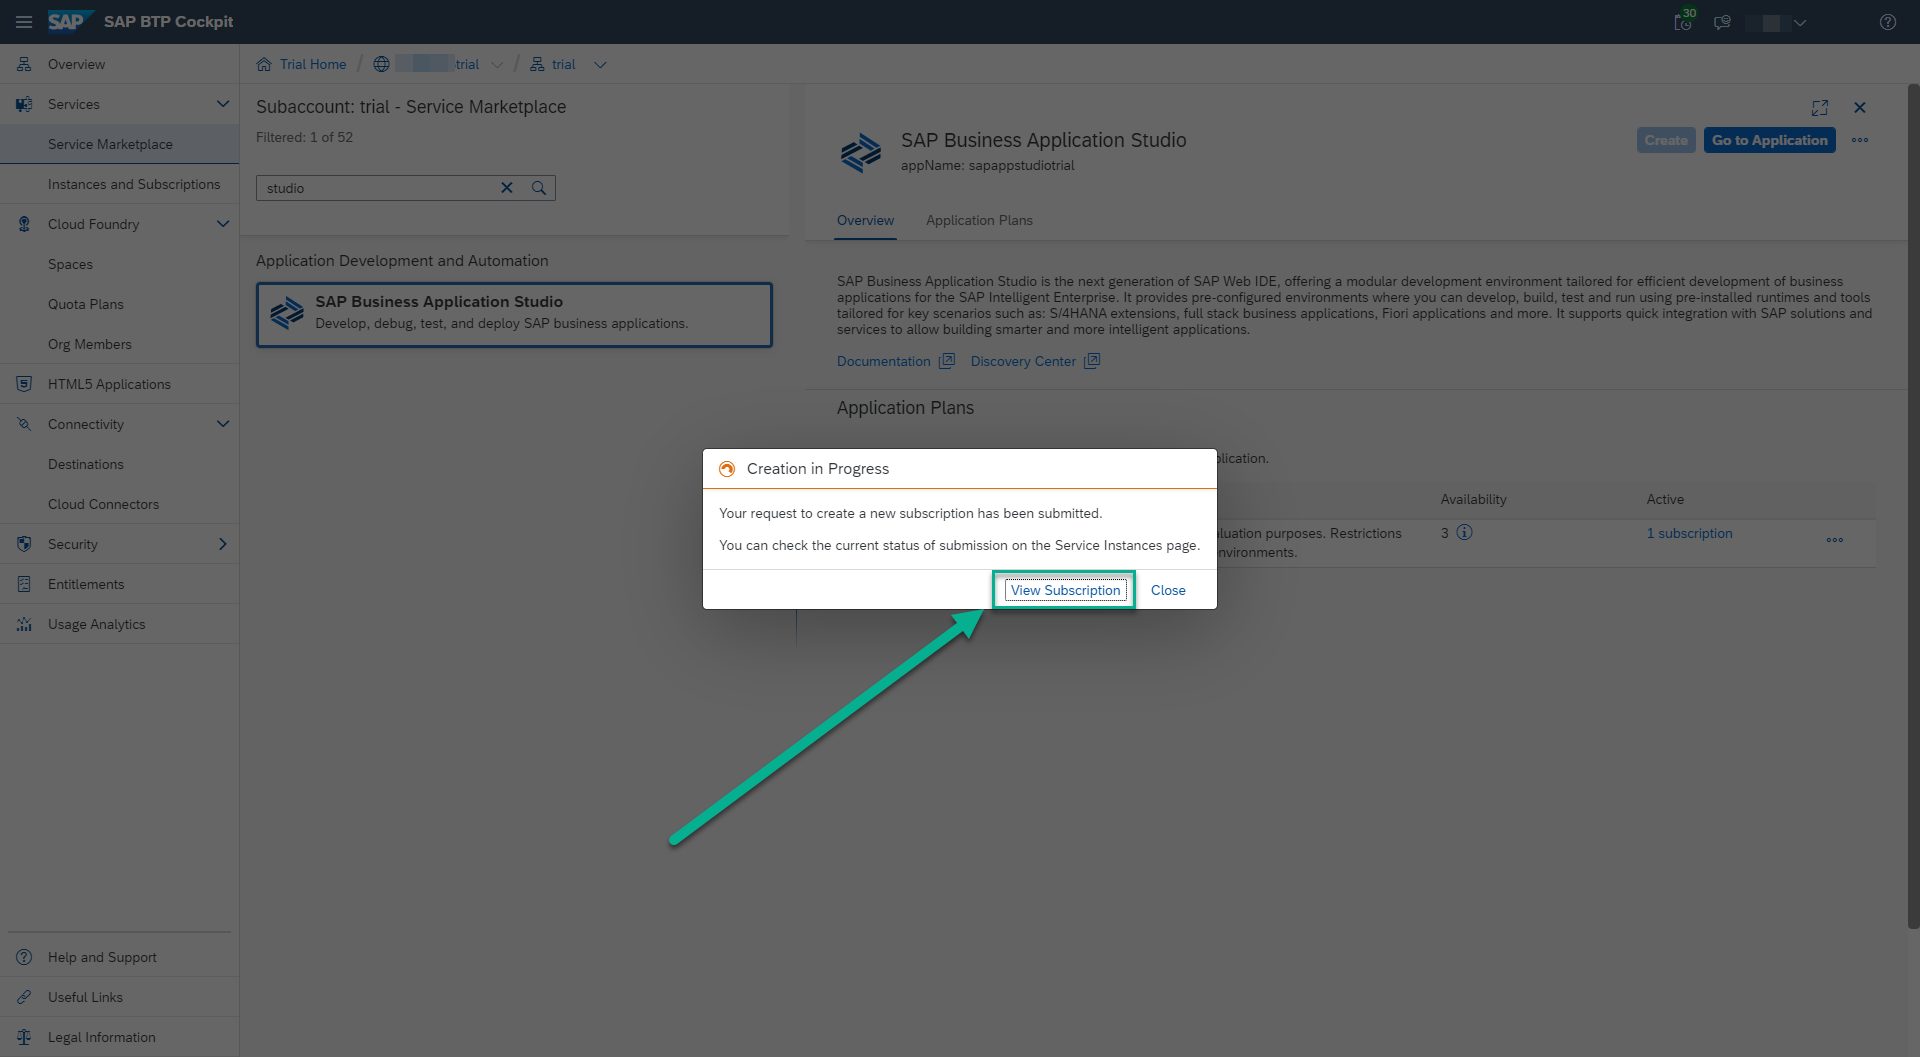 SAP SAP BTP Cockpit
30
Overview
Services
Service Marketplace
Instances and Subscriptions
Cloud Foundry
Spaces
Quota Plans
Org Members
HTML5 Applications
Connectivity
Destinations
Cloud Connectors
Security
Entitlements
Usage Analytics
Help and Support
Useful Links
Legal Information
Trial Home / trial / trial
Subaccount: trial - Service Marketplace
Filtered: 1 of 52
studio
Application Development and Automation
SAP Business Application Studio
Develop, debug, test, and deploy SAP business applications.
SAP Business Application Studio
appName: sapappstudiotrial
Create
Go to Application
Overview
Application Plans
SAP Business Application Studio is the next generation of SAP Web IDE, offering a modular development environment tailored for efficient development of business
applications for the SAP Intelligent Enterprise. It provides pre-configured environments where you can develop, build, test and run using pre-installed runtimes and tools
tailored for key scenarios such as: S/4HANA extensions, full stack business applications, Fiori applications and more. It supports quick integration with SAP solutions and
services to allow building smarter and more intelligent applications.
Documentation Discovery Center
Application Plans
plication.
Availability Active
aluation purposes. Restrictions
nvironments.
3
1 subscription
Creation in Progress
Your request to create a new subscription has been submitted.
You can check the current status of submission on the Service Instances page.
View Subscription Close